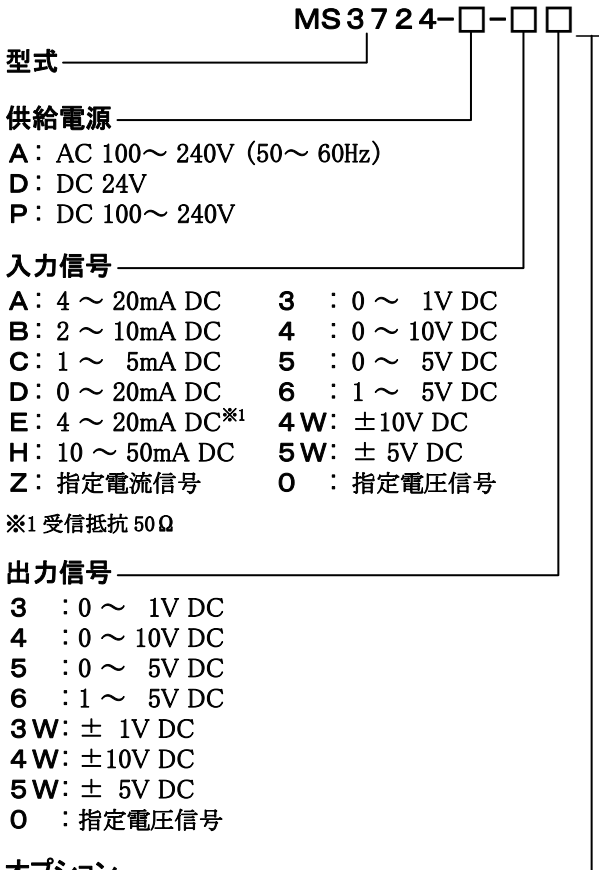 MS3724-□-□□
型式
供給電源
A： AC 100～ 240V（50～ 60Hz）
D： DC 24V
P： DC 100～ 240V
入力信号
A： 4 ～ 20mA DC 3 ： 0 ～ 1V DC
B： 2 ～ 10mA DC 4 ： 0 ～ 10V DC
C： 1 ～ 5mA DC 5 ： 0 ～ 5V DC
D： 0 ～ 20mA DC 6 ： 1 ～ 5V DC
E： 4 ～ 20mA DC※1 4W： ±10V DC
H： 10 ～ 50mA DC 5W： ± 5V DC
Z： 指定電流信号 0 ： 指定電圧信号
※1 受信抵抗 50Ω
出力信号
3 ：0 ～ 1V DC
4 ：0 ～ 10V DC
5 ：0 ～ 5V DC
6 ：1 ～ 5V DC
3W： ± 1V DC
4W： ±10V DC
5W： ± 5V DC
0 ：指定電圧信号
オプション